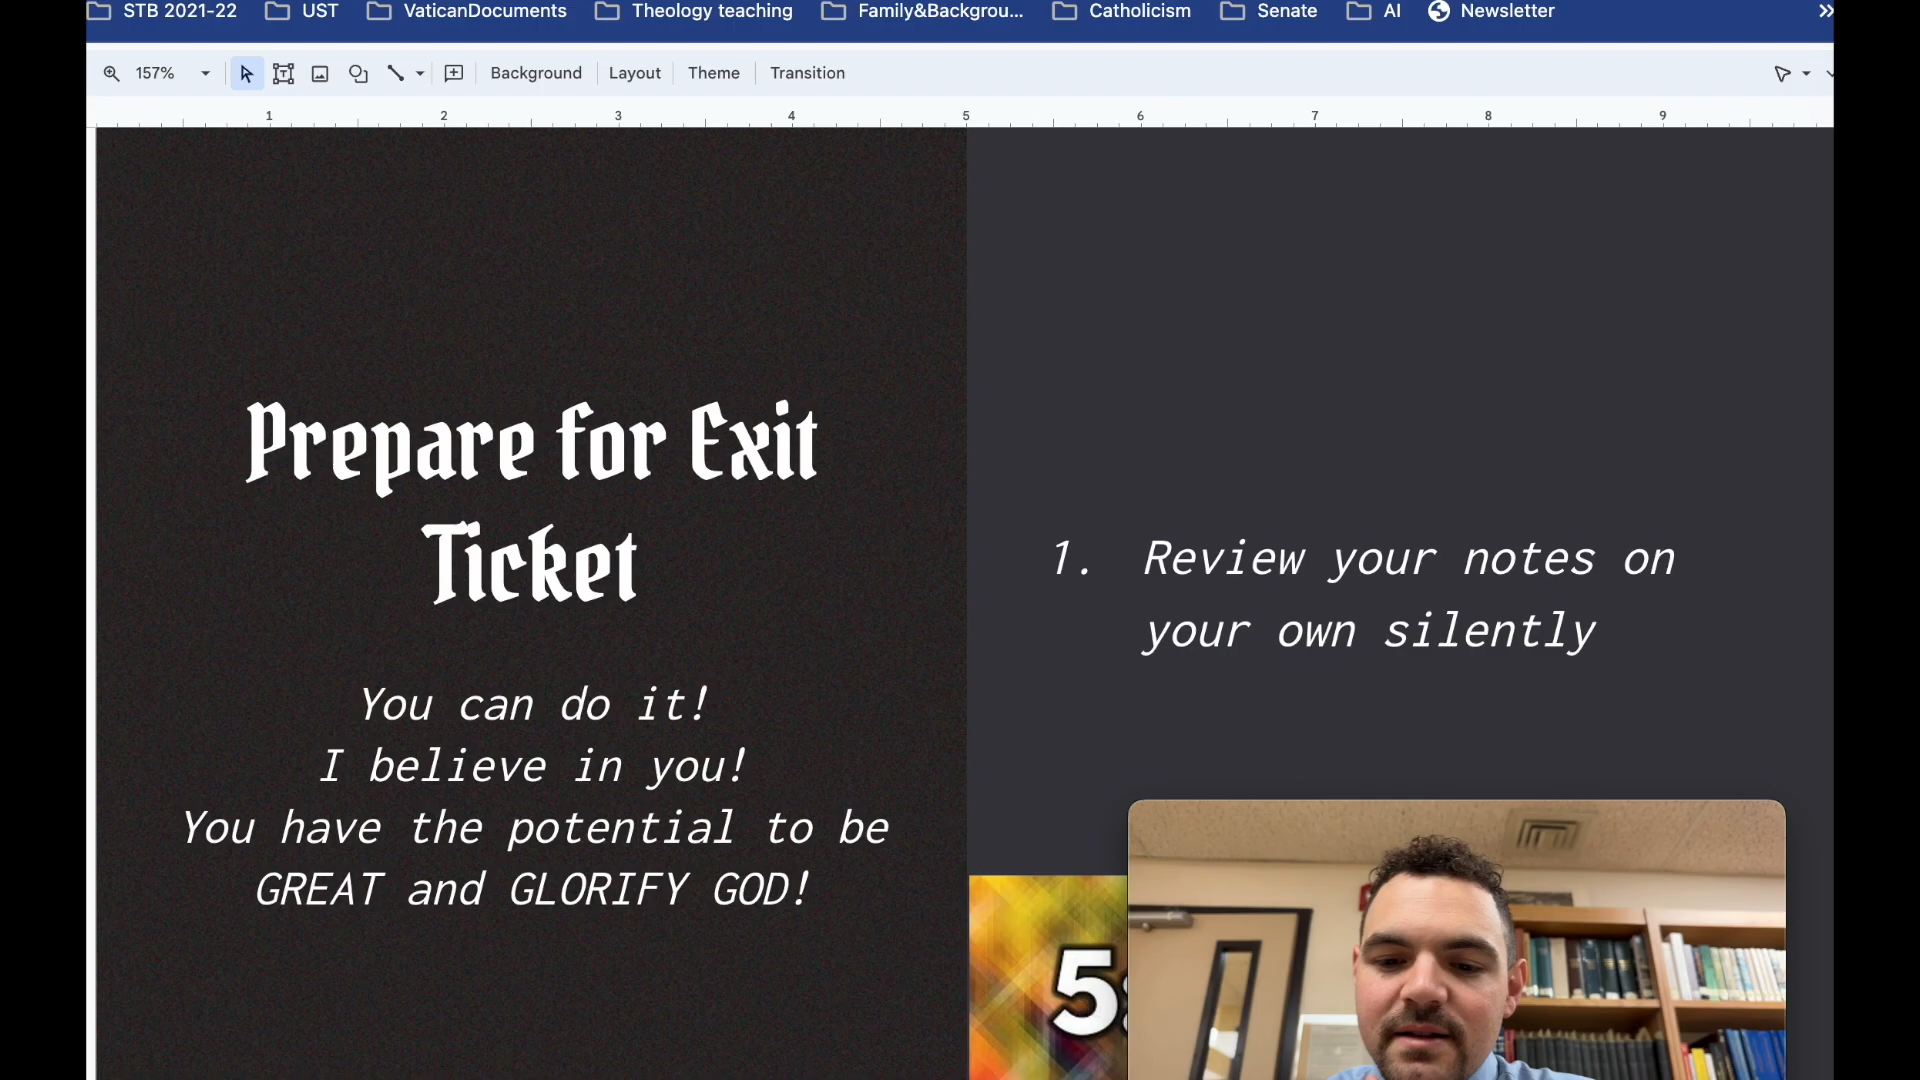 STB 2021-22 UST VaticanDocuments Theology teaching Family&Backgrou... Catholicism Senate AI Newsletter »
157% Background Layout Theme Transition
1 2 3 4 5 6 7 8 9
Prepare for Exit
Ticket
You can do it!
I believe in you!
You have the potential to be
GREAT and GLORIFY GOD!
1. Review your notes on
your own silently
5: